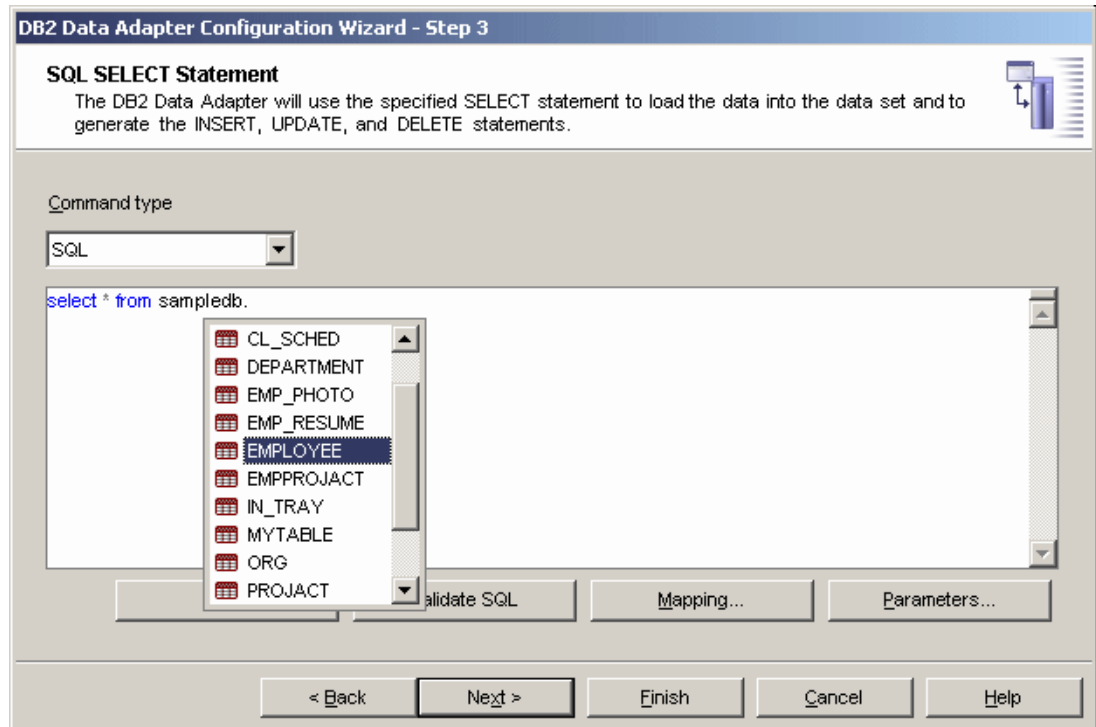 DB2 Data Adapter Configuration Wizard - Step 3
SQL SELECT Statement
The DB2 Data Adapter will use the specified SELECT statement to load the data into the data set and to
generate the INSERT, UPDATE, and DELETE statements.
Command type
SQL
select * from sampledb.
CL_SCHED
DEPARTMENT
EMP_PHOTO
EMP_RESUME
EMPLOYEE
EMPPROJACT
IN_TRAY
MYTABLE
ORG
PROJACT
alidate SQL
Mapping...
Parameters...
< Back
Next >
Finish
Cancel
Help